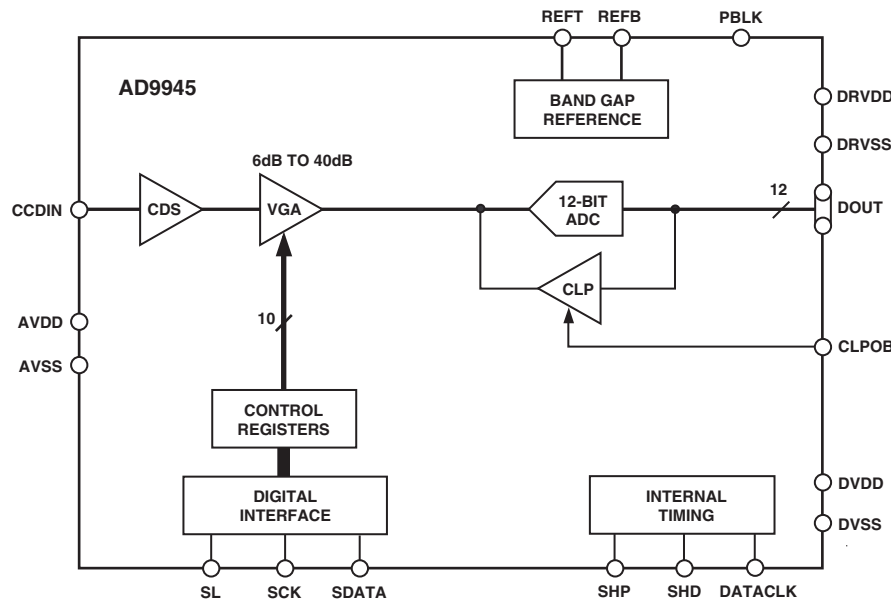 REFT REFB PBLK
AD9945
BAND GAP
REFERENCE
DRVDD
DRVSS
6dB TO 40dB
CCDIN
CDS
VGA
12-BIT
ADC
12
DOUT
CLP
AVDD
10
AVSS
CLPOB
CONTROL
REGISTERS
DIGITAL
INTERFACE
INTERNAL
TIMING
DVDD
DVSS
SL SCK SDATA SHP SHD DATACLK